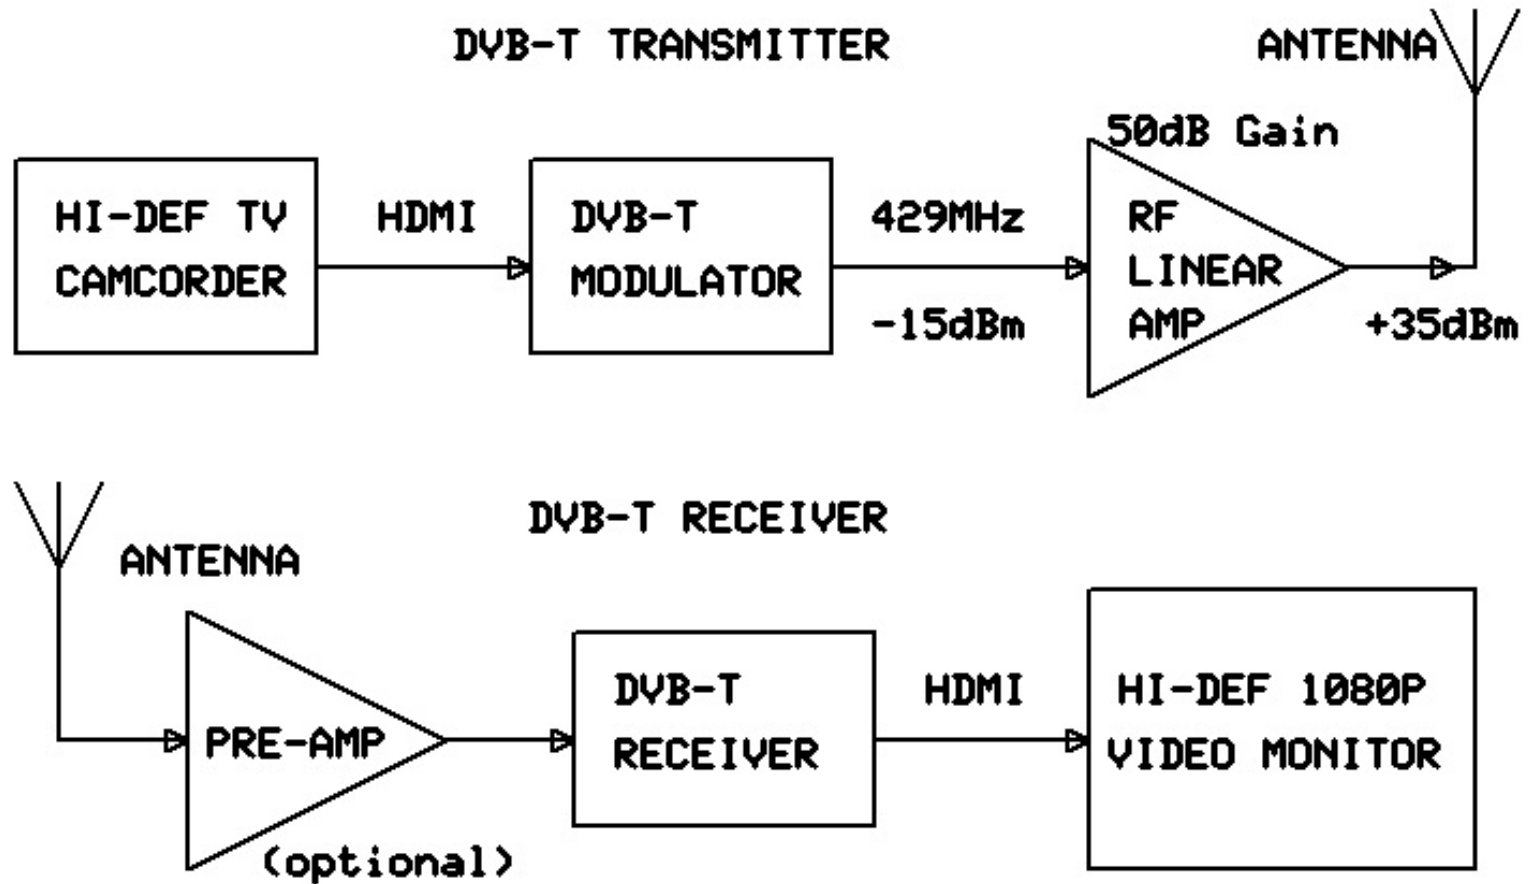 DVB-T TRANSMITTER
ANTENNA
50dB Gain
HI-DEF TV
CAMCORDER
HDMI
DVB-T
MODULATOR
429MHz
-15dBm
RF
LINEAR
AMP
+35dBm
DVB-T RECEIVER
ANTENNA
PRE-AMP
(optional)
DVB-T
RECEIVER
HDMI
HI-DEF 1080P
VIDEO MONITOR